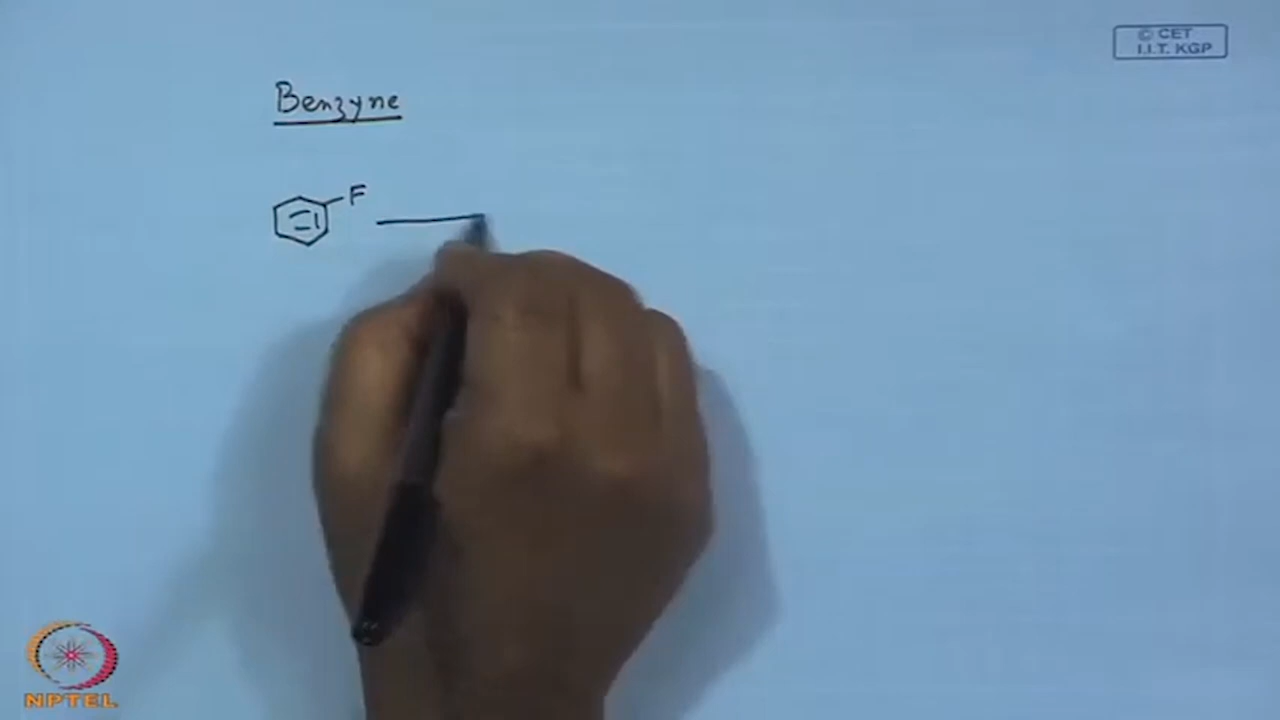 © CET
I.I.T. KGP
Benzyne
F
NPTEL